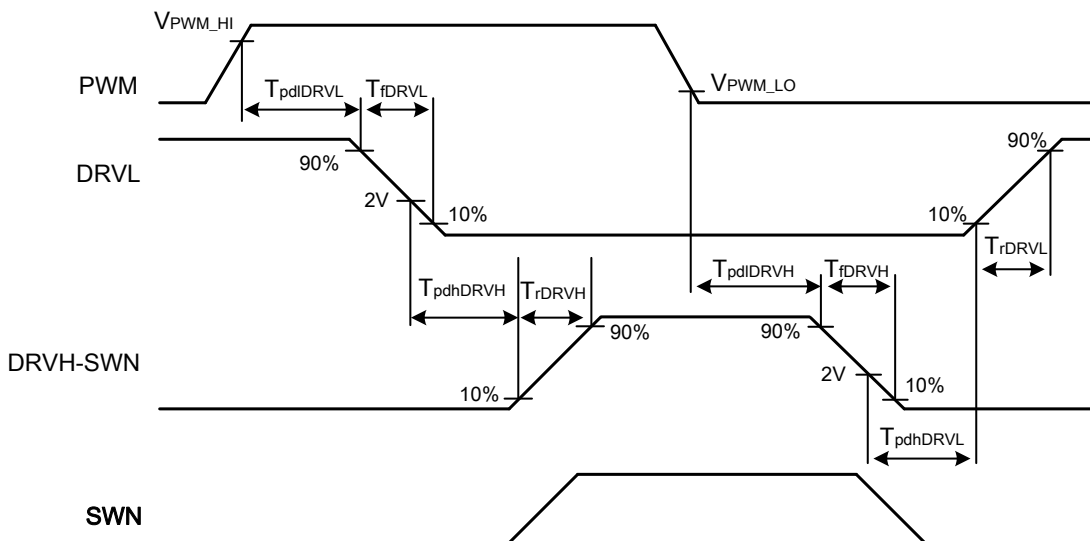 VPWM_HI
PWM
TpdlDRVL TfDRVL
VPWM_LO
DRVL
90%
90%
2V
10%
10%
TrDRVL
TpdhDRVH TrDRVH
TpdlDRVH TfDRVH
DRVH-SWN
90%
90%
2V
10%
10%
TpdhDRVL
SWN